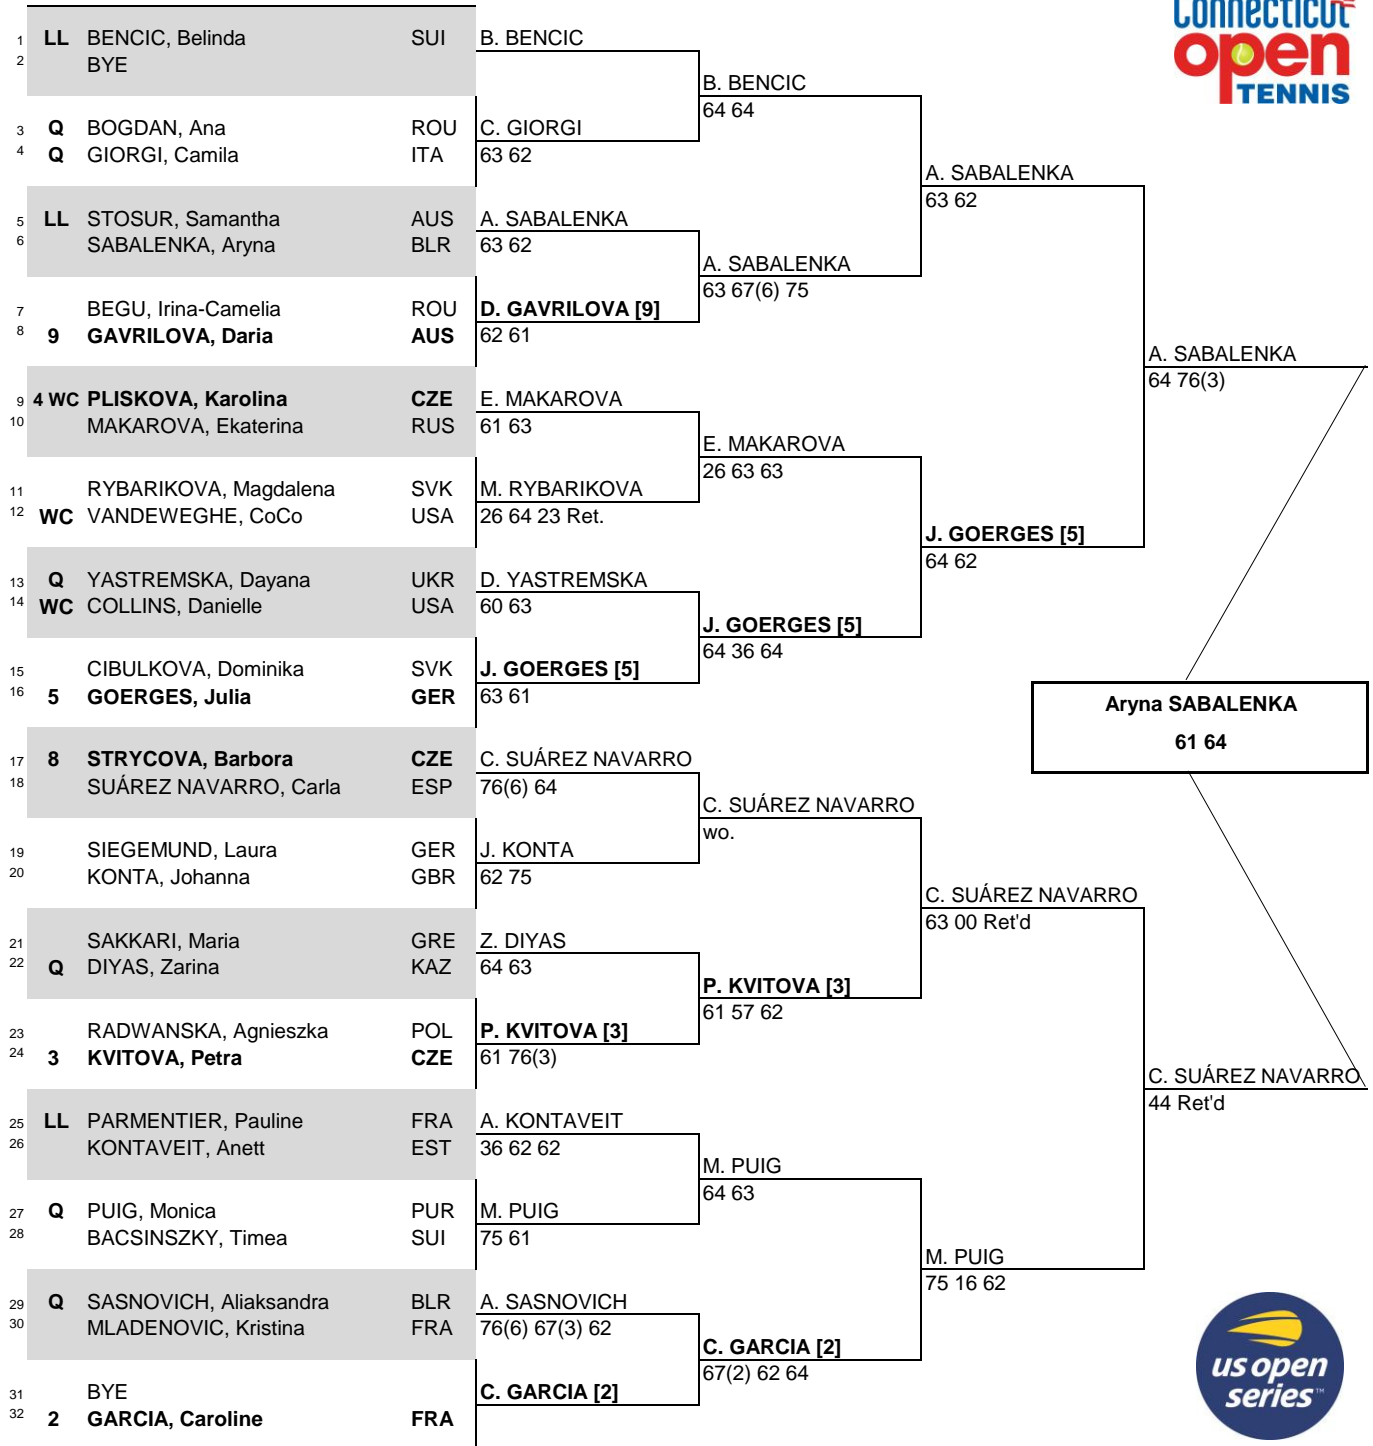 Connecticut
open
TENNIS
1 LL BENCIC, Belinda SUI
2 BYE
3 Q BOGDAN, Ana ROU
4 Q GIORGI, Camila ITA
5 LL STOSUR, Samantha AUS
6 SABALENKA, Aryna BLR
7 BEGU, Irina-Camelia ROU
8 9 GAVRILOVA, Daria AUS
9 4 WC PLISKOVA, Karolina CZE
10 MAKAROVA, Ekaterina RUS
11 RYBARIKOVA, Magdalena SVK
12 WC VANDEWEGHE, CoCo USA
13 Q YASTREMSKA, Dayana UKR
14 WC COLLINS, Danielle USA
15 CIBULKOVA, Dominika SVK
16 5 GOERGES, Julia GER
17 8 STRYCOVA, Barbora CZE
18 SUÁREZ NAVARRO, Carla ESP
19 SIEGEMUND, Laura GER
20 KONTA, Johanna GBR
21 SAKKARI, Maria GRE
22 Q DIYAS, Zarina KAZ
23 RADWANSKA, Agnieszka POL
24 3 KVITOVA, Petra CZE
25 LL PARMENTIER, Pauline FRA
26 KONTAVEIT, Anett EST
27 Q PUIG, Monica PUR
28 BACSINSZKY, Timea SUI
29 Q SASNOVICH, Aliaksandra BLR
30 MLADENOVIC, Kristina FRA
31 BYE
32 2 GARCIA, Caroline FRA
B. BENCIC
C. GIORGI
63 62
A. SABALENKA
63 62
D. GAVRILOVA [9]
62 61
E. MAKAROVA
61 63
M. RYBARIKOVA
26 64 23 Ret.
D. YASTREMSKA
60 63
J. GOERGES [5]
63 61
C. SUÁREZ NAVARRO
76(6) 64
J. KONTA
62 75
Z. DIYAS
64 63
P. KVITOVA [3]
61 76(3)
A. KONTAVEIT
36 62 62
M. PUIG
75 61
A. SASNOVICH
76(6) 67(3) 62
C. GARCIA [2]
B. BENCIC
64 64
A. SABALENKA
63 67(6) 75
E. MAKAROVA
26 63 63
J. GOERGES [5]
64 36 64
C. SUÁREZ NAVARRO
wo.
P. KVITOVA [3]
61 57 62
M. PUIG
64 63
C. GARCIA [2]
67(2) 62 64
A. SABALENKA
63 62
J. GOERGES [5]
64 62
C. SUÁREZ NAVARRO
63 00 Ret'd
M. PUIG
75 16 62
A. SABALENKA
64 76(3)
C. SUÁREZ NAVARRO
44 Ret'd
Aryna SABALENKA
61 64
us open
series™